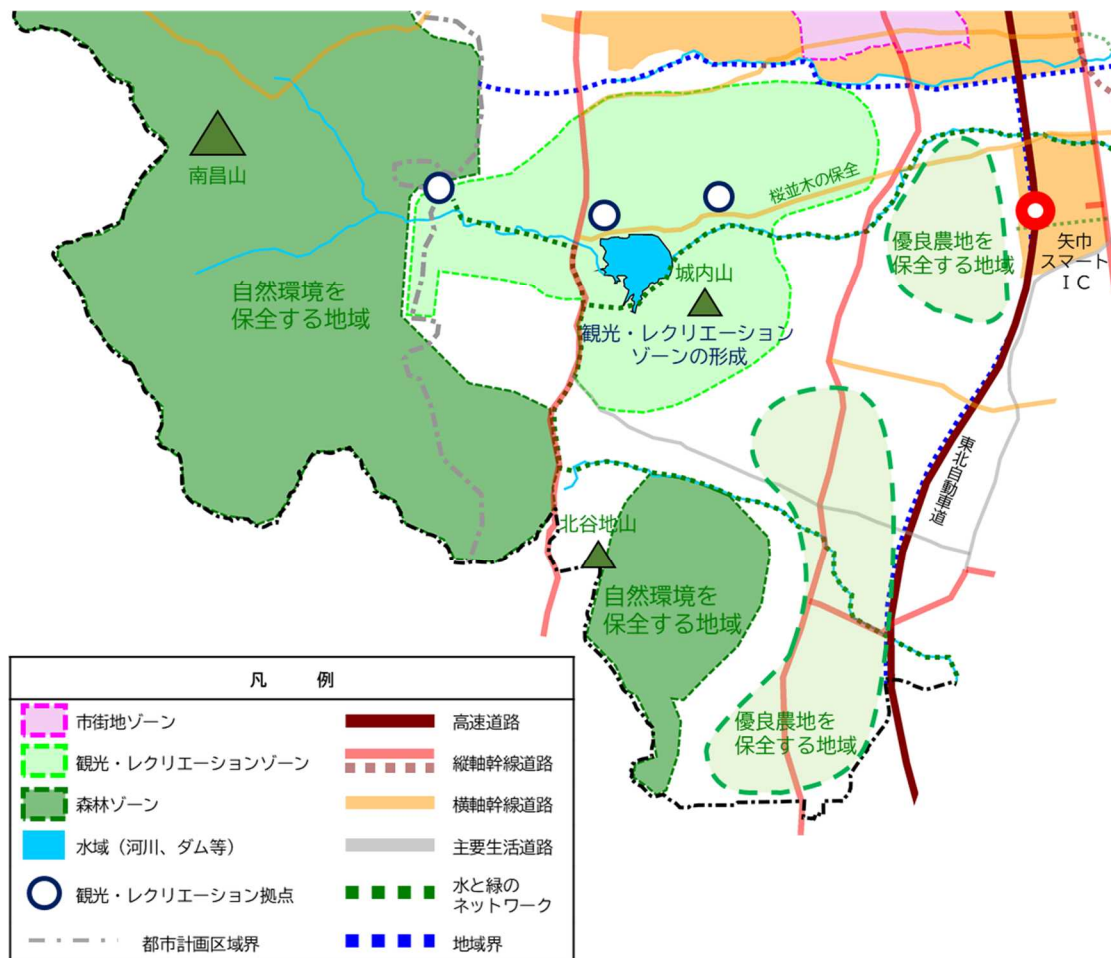 南昌山
桜並木の保全
自然環境を
保全する地域
城内山
観光・レクリエーション
ゾーンの形成
優良農地を
保全する地域
矢巾
スマート
ＩＣ
東北自動車道
北谷地山
自然環境を
保全する地域
優良農地を
保全する地域
凡　例
市街地ゾーン
観光・レクリエーションゾーン
森林ゾーン
水域（河川、ダム等）
観光・レクリエーション拠点
都市計画区域界
高速道路
縦軸幹線道路
横軸幹線道路
主要生活道路
水と緑の
ネットワーク
地域界